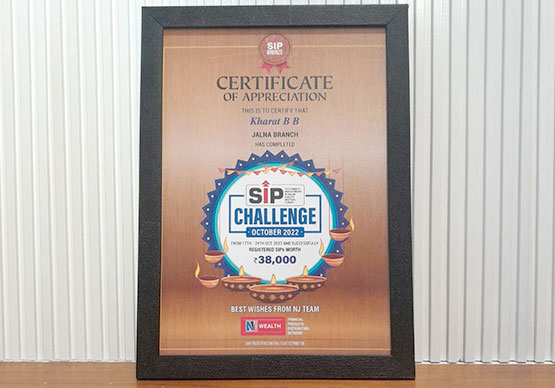 SIP
BRONZE
CERTIFICATE
OF APPRECIATION
THIS IS TO CERTIFY THAT
Kharat B B
JALNA BRANCH
HAS COMPLETED
SIP
CHALLENGE
• OCTOBER 2022 •
FROM 17TH - 24TH OCT, 2022 AND SUCCESSFULLY
REGISTERED SIPs WORTH
₹38,000
BEST WISHES FROM NJ TEAM
NJ WEALTH
FINANCIAL
PRODUCTS
DISTRIBUTORS
NETWORK